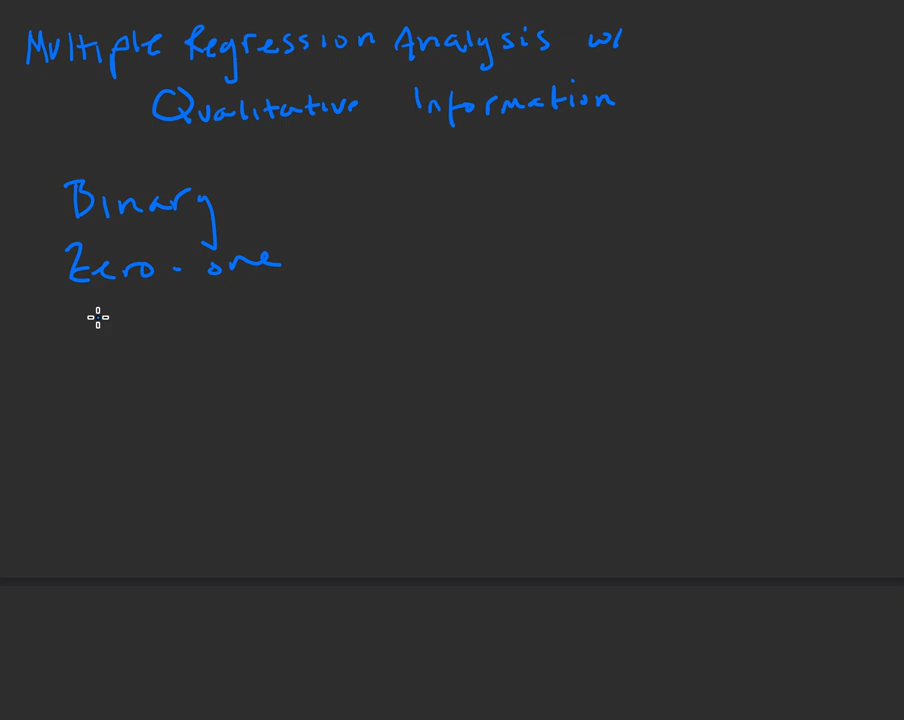 Multiple Regression Analysis w/
Qualitative Information
Binary
Zero-one